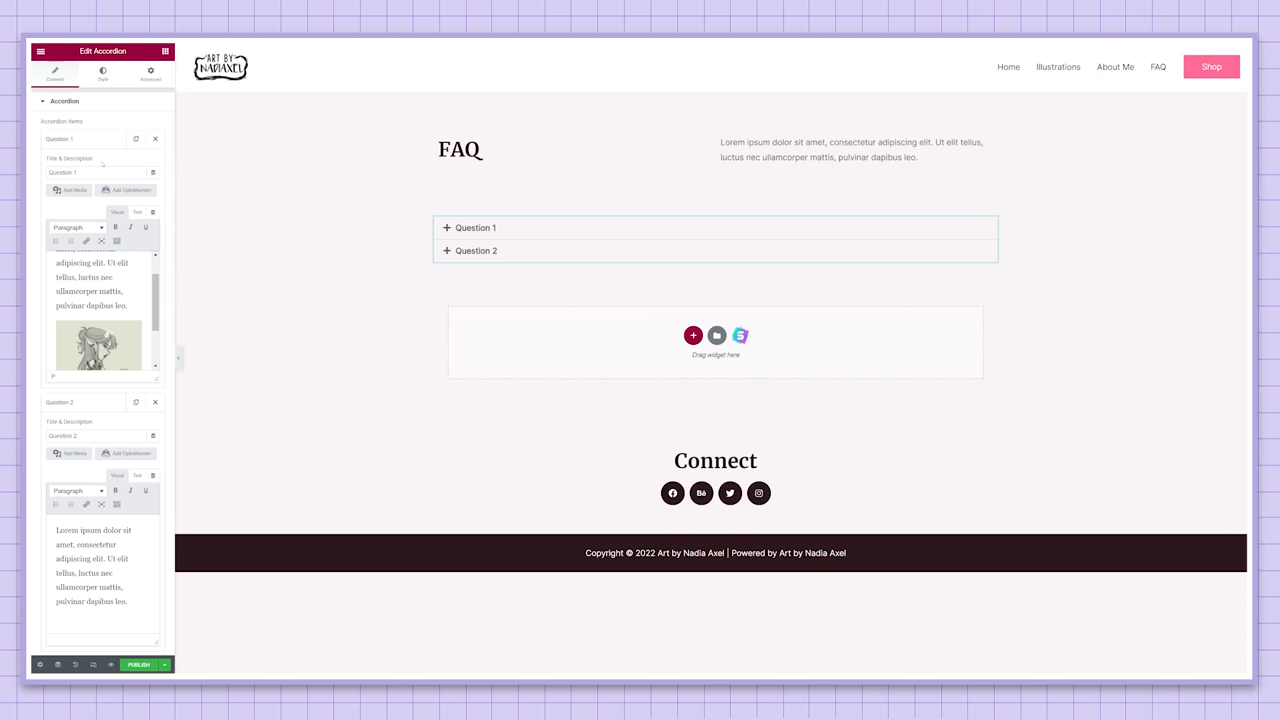 Edit Accordion
Content
Style
Advanced
Accordion
Accordion Items
Question 1
Title & Description
Question 1
Add Media
Add OptinMonster
Visual
Text
Paragraph
B
I
U
adipiscing elit. Ut elit
tellus, luctus nec
ullamcorper mattis,
pulvinar dapibus leo.
P
Question 2
Title & Description
Question 2
Add Media
Add OptinMonster
Visual
Text
Paragraph
B
I
U
Lorem ipsum dolor sit
amet, consectetur
adipiscing elit. Ut elit
tellus, luctus nec
ullamcorper mattis,
pulvinar dapibus leo.
PUBLISH
ART BY
NADIAXEL
Home
Illustrations
About Me
FAQ
Shop
FAQ
Lorem ipsum dolor sit amet, consectetur adipiscing elit. Ut elit tellus,
luctus nec ullamcorper mattis, pulvinar dapibus leo.
Question 1
Question 2
Drag widget here
Connect
Bē
Copyright © 2022 Art by Nadia Axel | Powered by Art by Nadia Axel